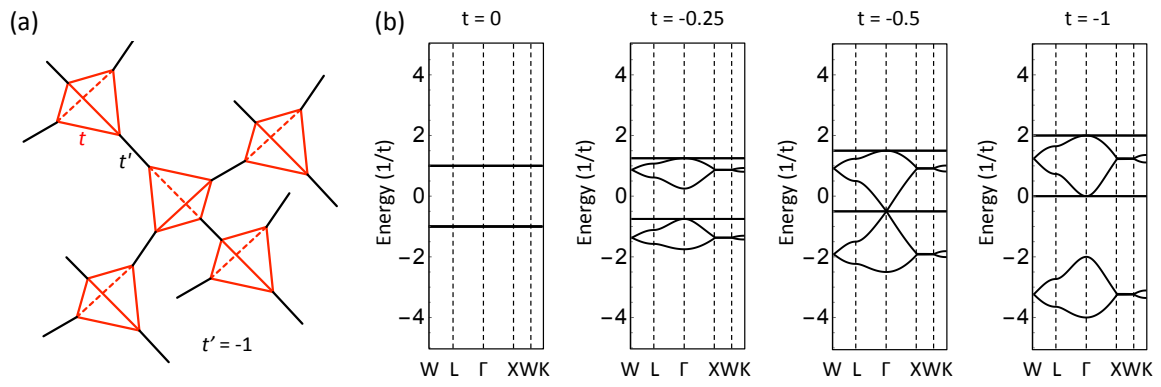 (a)
t
t'
t' = -1
(b)
t = 0
t = -0.25
t = -0.5
t = -1
Energy (1/t)
4
2
0
−2
−4
W L Γ XWK
Energy (1/t)
4
2
0
−2
−4
W L Γ XWK
Energy (1/t)
4
2
0
−2
−4
W L Γ XWK
Energy (1/t)
4
2
0
−2
−4
W L Γ XWK